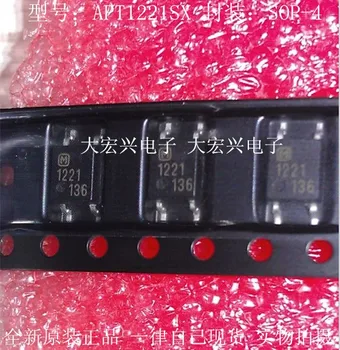 型号：APT1221SX 封装：SOP-4
大宏兴电子 大宏兴电子
M 1221 136
M 1221 136
M 1221 136
全新原装正品 一律自己现货 实物拍摄